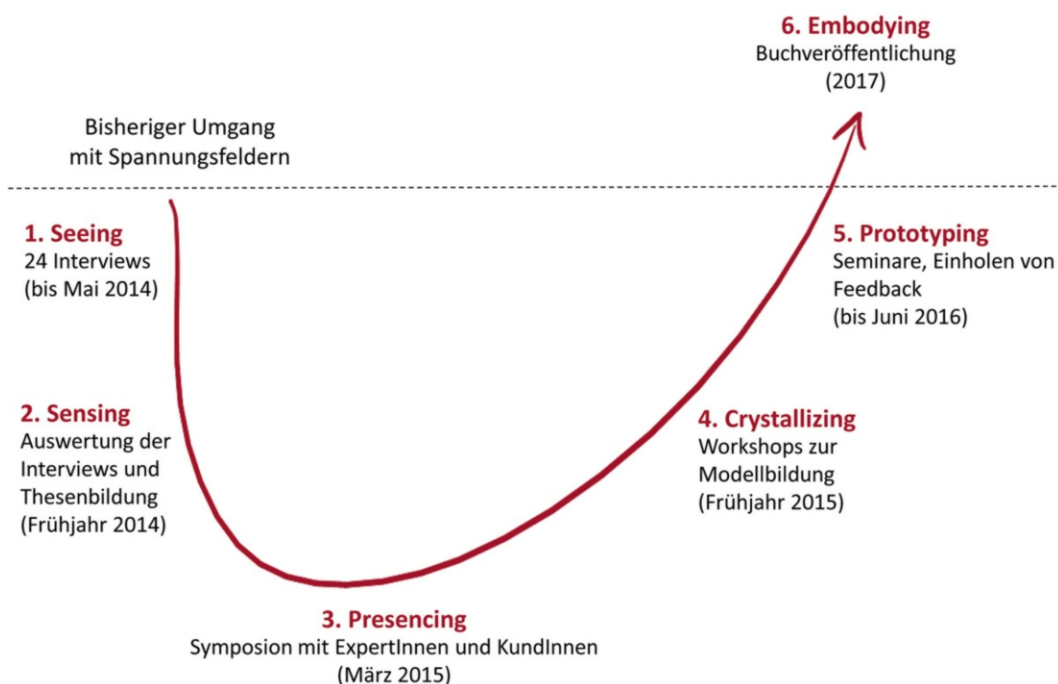 Bisheriger Umgang
mit Spannungsfeldern
1. Seeing
24 Interviews
(bis Mai 2014)
2. Sensing
Auswertung der
Interviews und
Thesenbildung
(Frühjahr 2014)
3. Presencing
Symposion mit ExpertInnen und KundInnen
(März 2015)
4. Crystallizing
Workshops zur
Modellbildung
(Frühjahr 2015)
5. Prototyping
Seminare, Einholen von
Feedback
(bis Juni 2016)
6. Embodying
Buchveröffentlichung
(2017)